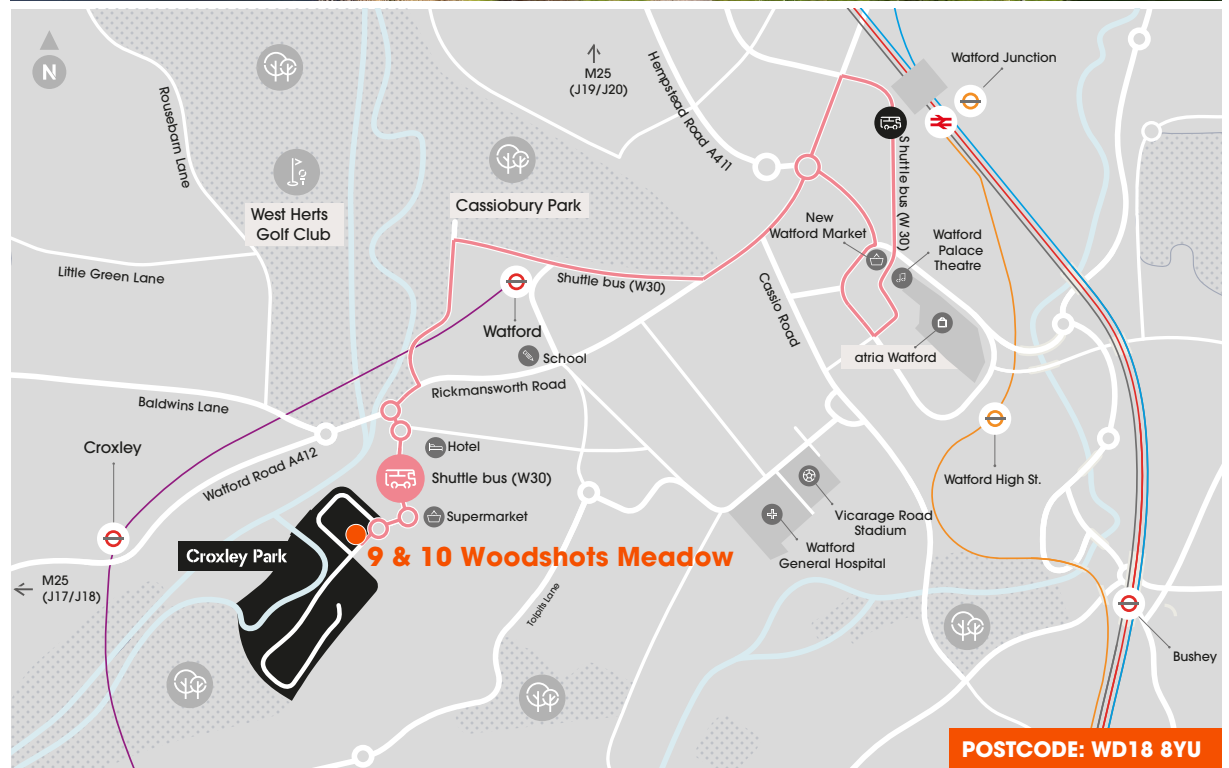 N
M25
(J19/J20)
Hempstead Road A411
Watford Junction
Rousebarn Lane
Shuttle bus (W 30)
West Herts
Golf Club
Cassiobury Park
New
Watford Market
Watford
Palace
Theatre
Little Green Lane
Shuttle bus (W30)
Cassio Road
Watford
School
atria Watford
Rickmansworth Road
Baldwins Lane
Croxley
Hotel
Watford Road A412
Shuttle bus (W30)
Watford High St.
Supermarket
Vicarage Road
Stadium
Croxley Park
9 & 10 Woodshots Meadow
Watford
General Hospital
M25
(J17/J18)
Tolpits Lane
Bushey
POSTCODE: WD18 8YU